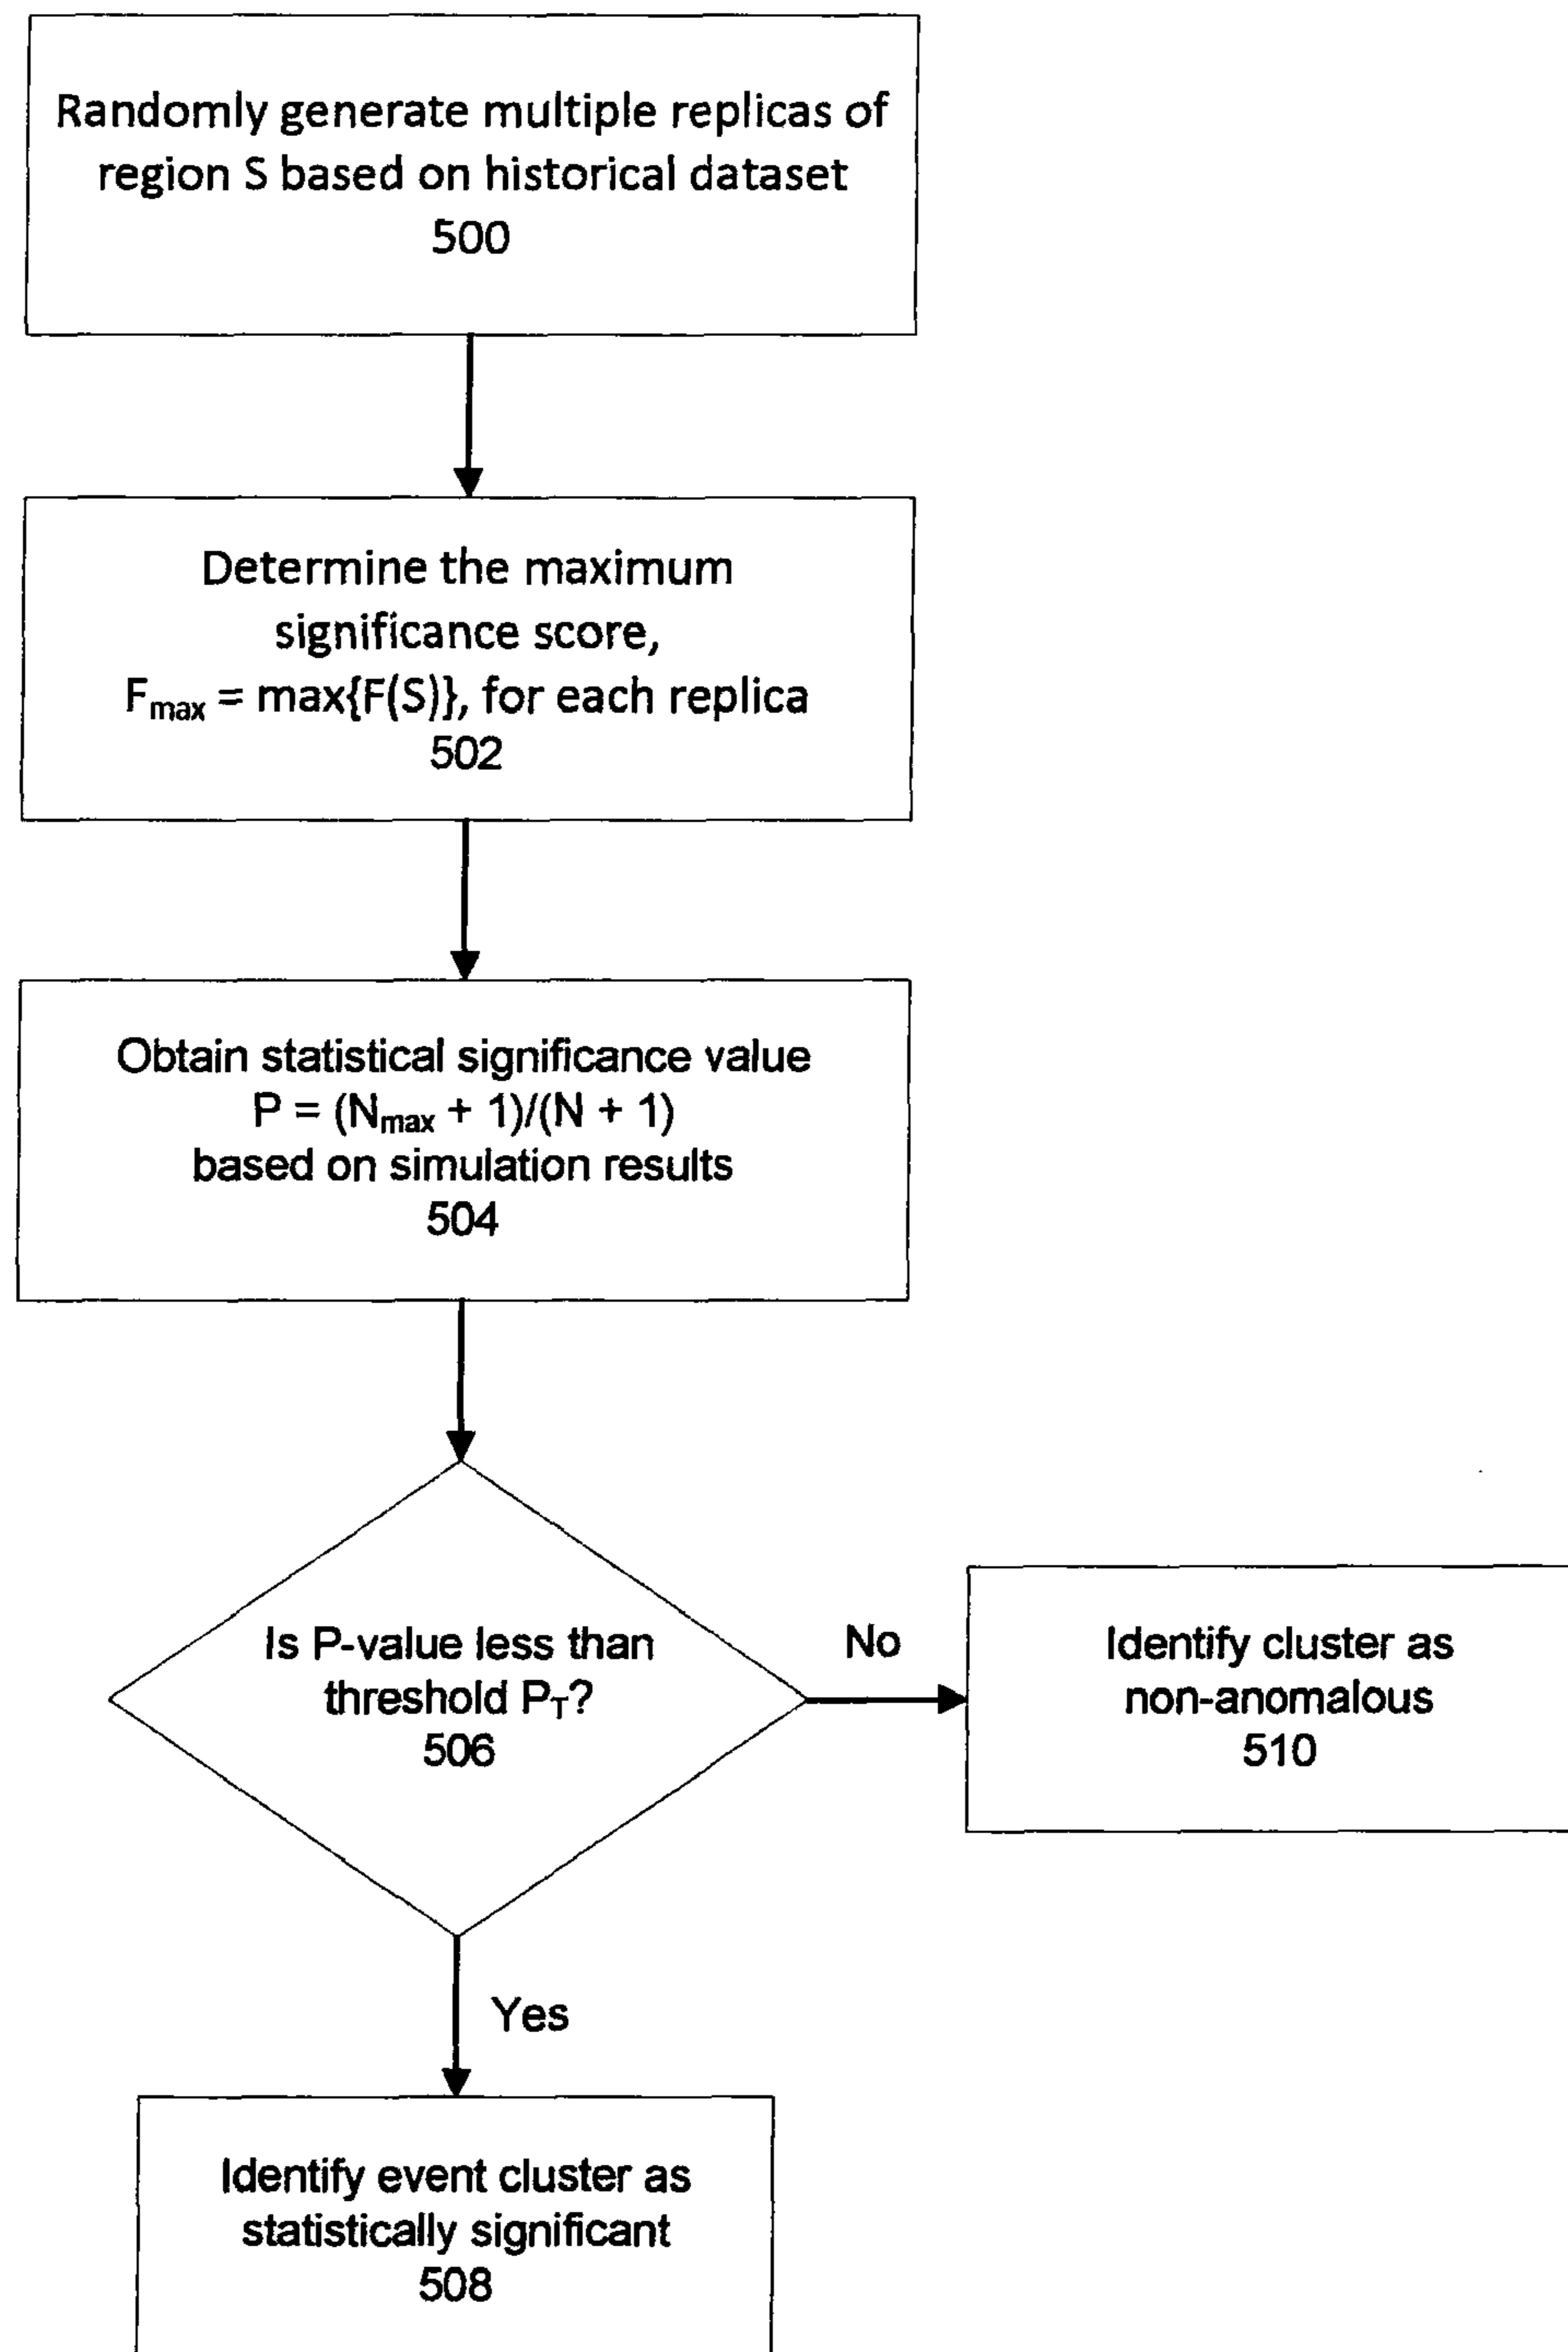 Randomly generate multiple replicas of
region S based on historical dataset
500
Determine the maximum
significance score,
Fmax = max{F(S)}, for each replica
502
Obtain statistical significance value
P = (Nmax + 1)/(N + 1)
based on simulation results
504
Is P-value less than
threshold PT?
506
No
Identify cluster as
non-anomalous
510
Yes
Identify event cluster as
statistically significant
508